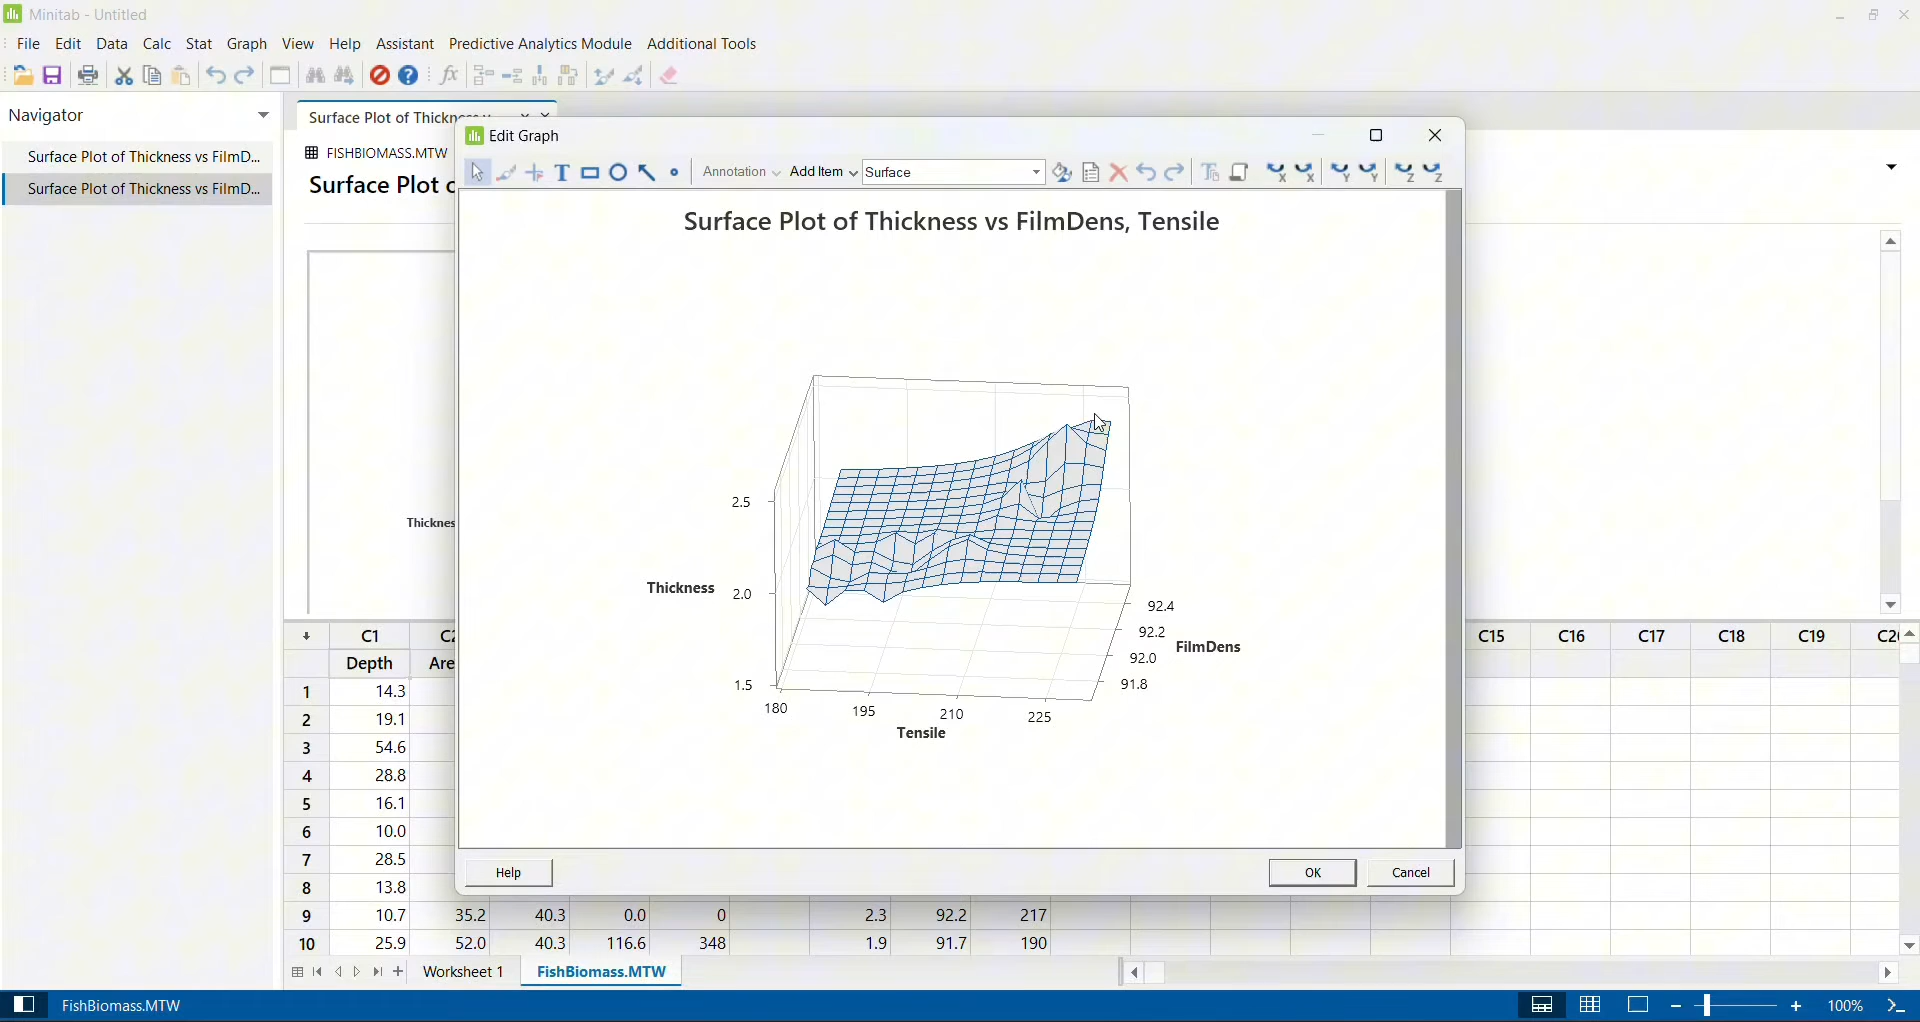 Minitab - Untitled
File Edit Data Calc Stat Graph View Help Assistant Predictive Analytics Module Additional Tools
fx
Navigator
Surface Plot of Thickness vs FilmD...
Surface Plot of Thickness vs FilmD...
Surface Plot of
FISHBIOMASS.MTW
Surface Plot
Edit Graph
T Annotation Add Item Surface
Surface Plot of Thickness vs FilmDens, Tensile
2.5
Thickness 2.0
1.5
180 195 210 225
Tensile
92.4
92.2
92.0
91.8
FilmDens
Help OK Cancel
C1 C15 C16 C17 C18 C19
Depth
1 14.3
2 19.1
3 54.6
4 28.8
5 16.1
6 10.0
7 28.5
8 13.8
9 10.7 35.2 40.3 0.0 0 2.3 92.2 217
10 25.9 52.0 40.3 116.6 348 1.9 91.7 190
Worksheet 1 FishBiomass.MTW
FishBiomass.MTW 100%